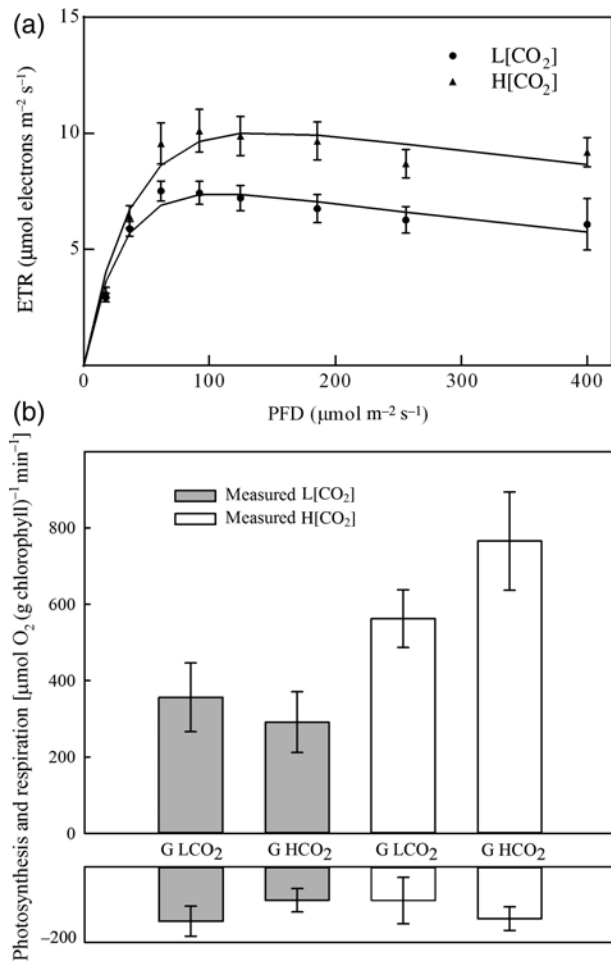 (a)
15
10
5
ETR (μmol electrons m⁻² s⁻¹)
L[CO₂]
H[CO₂]
0
100
200
300
400
PFD (μmol m⁻² s⁻¹)
(b)
Photosynthesis and respiration [μmol O₂ (g chlorophyll)⁻¹ min⁻¹]
Measured L[CO₂]
Measured H[CO₂]
800
600
400
200
0
G LCO₂ G HCO₂ G LCO₂ G HCO₂
–200